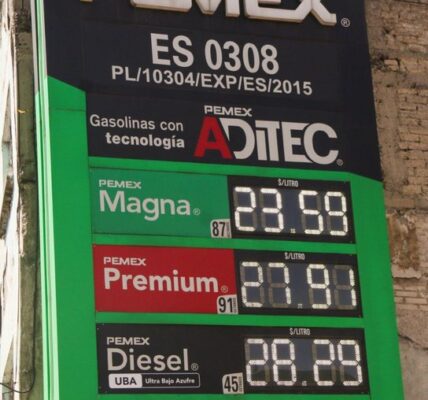 PEMEX®
ES 0308
PL/10304/EXP/ES/2015
Gasolinas con
tecnología
PEMEX
ADITEC®
PEMEX
Magna®
87
$/LITRO
23.59
PEMEX
Premium®
91
$/LITRO
27.91
PEMEX
Diesel®
UBA Ultra Bajo Azufre
45
$/LITRO
28.29